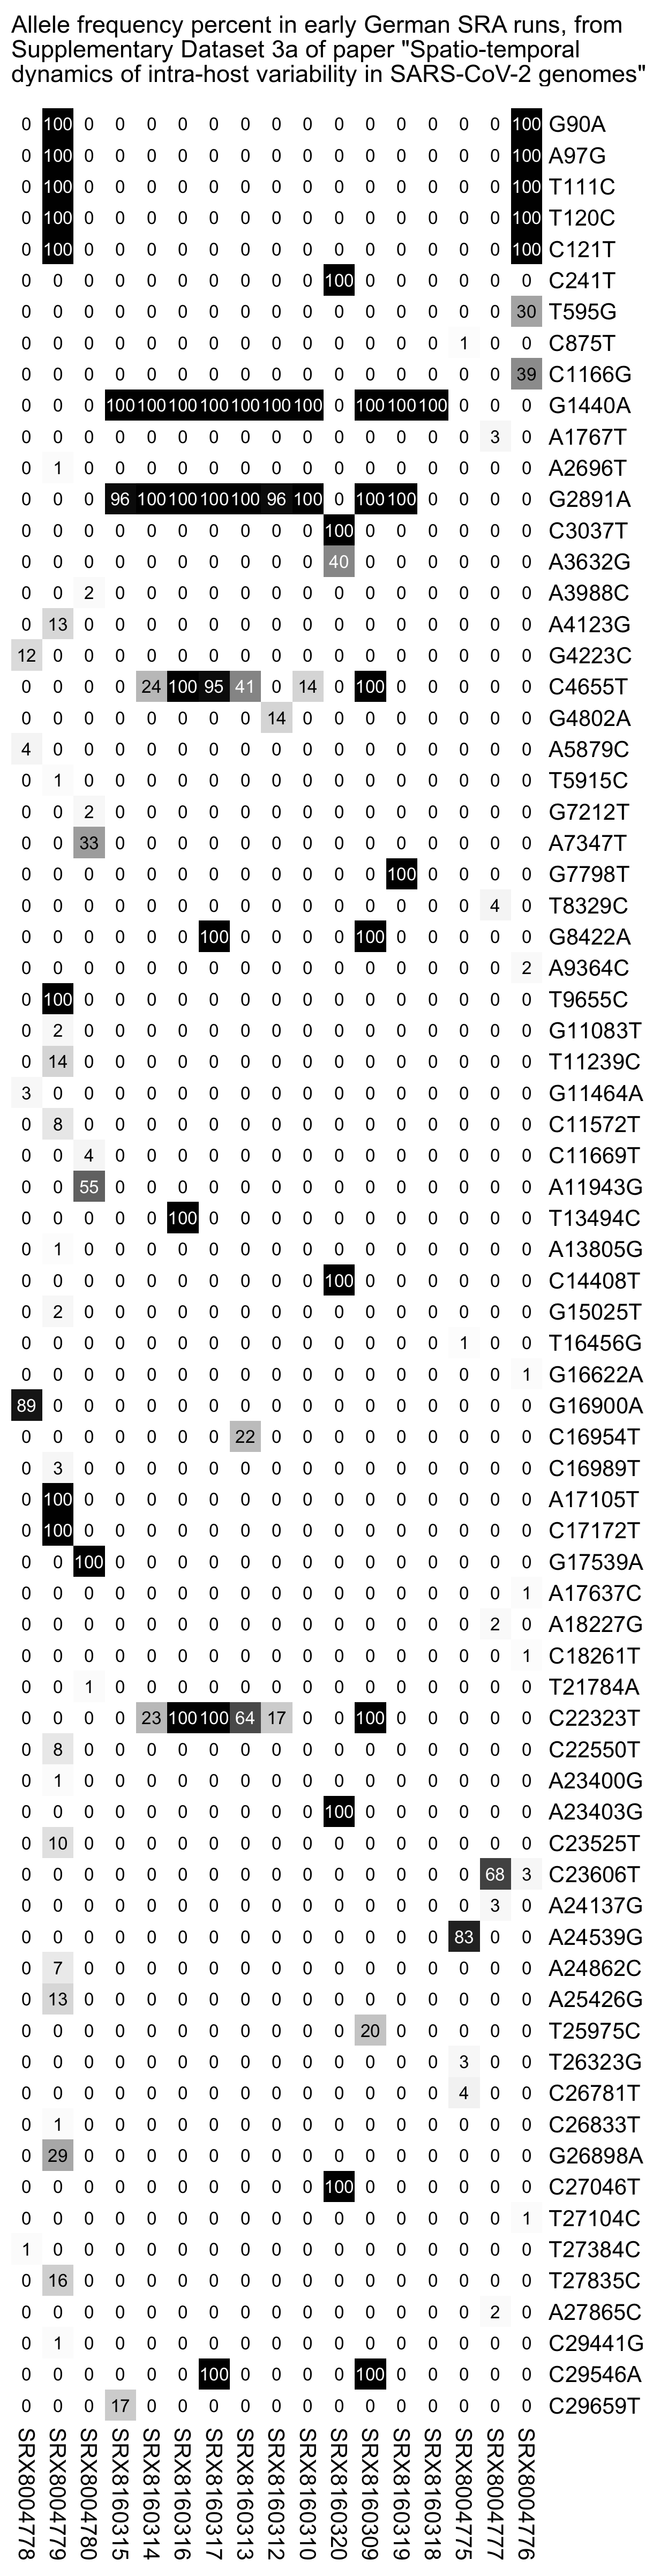 Allele frequency percent in early German SRA runs, from
Supplementary Dataset 3a of paper "Spatio-temporal
dynamics of intra-host variability in SARS-CoV-2 genomes"
0 100 0 0 0 0 0 0 0 0 0 0 0 0 0 0 100 G90A
0 100 0 0 0 0 0 0 0 0 0 0 0 0 0 0 100 A97G
0 100 0 0 0 0 0 0 0 0 0 0 0 0 0 0 100 T111C
0 100 0 0 0 0 0 0 0 0 0 0 0 0 0 0 100 T120C
0 100 0 0 0 0 0 0 0 0 0 0 0 0 0 0 100 C121T
0 0 0 0 0 0 0 0 0 0 100 0 0 0 0 0 0 C241T
0 0 0 0 0 0 0 0 0 0 0 0 0 0 0 0 30 T595G
0 0 0 0 0 0 0 0 0 0 0 0 0 0 1 0 0 C875T
0 0 0 0 0 0 0 0 0 0 0 0 0 0 0 0 39 C1166G
0 0 0 100 100 100 100 100 100 100 0 100 100 100 0 0 0 G1440A
0 0 0 0 0 0 0 0 0 0 0 0 0 0 0 3 0 A1767T
0 1 0 0 0 0 0 0 0 0 0 0 0 0 0 0 0 A2696T
0 0 0 96 100 100 100 100 96 100 0 100 100 0 0 0 0 G2891A
0 0 0 0 0 0 0 0 0 0 100 0 0 0 0 0 0 C3037T
0 0 0 0 0 0 0 0 0 0 40 0 0 0 0 0 0 A3632G
0 0 2 0 0 0 0 0 0 0 0 0 0 0 0 0 0 A3988C
0 13 0 0 0 0 0 0 0 0 0 0 0 0 0 0 0 A4123G
12 0 0 0 0 0 0 0 0 0 0 0 0 0 0 0 0 G4223C
0 0 0 0 24 100 95 41 0 14 0 100 0 0 0 0 0 C4655T
0 0 0 0 0 0 0 0 14 0 0 0 0 0 0 0 0 G4802A
4 0 0 0 0 0 0 0 0 0 0 0 0 0 0 0 0 A5879C
0 1 0 0 0 0 0 0 0 0 0 0 0 0 0 0 0 T5915C
0 0 2 0 0 0 0 0 0 0 0 0 0 0 0 0 0 G7212T
0 0 33 0 0 0 0 0 0 0 0 0 0 0 0 0 0 A7347T
0 0 0 0 0 0 0 0 0 0 0 0 100 0 0 0 0 G7798T
0 0 0 0 0 0 0 0 0 0 0 0 0 0 0 4 0 T8329C
0 0 0 0 0 0 100 0 0 0 0 100 0 0 0 0 0 G8422A
0 0 0 0 0 0 0 0 0 0 0 0 0 0 0 0 2 A9364C
0 100 0 0 0 0 0 0 0 0 0 0 0 0 0 0 0 T9655C
0 2 0 0 0 0 0 0 0 0 0 0 0 0 0 0 0 G11083T
0 14 0 0 0 0 0 0 0 0 0 0 0 0 0 0 0 T11239C
3 0 0 0 0 0 0 0 0 0 0 0 0 0 0 0 0 G11464A
0 8 0 0 0 0 0 0 0 0 0 0 0 0 0 0 0 C11572T
0 0 4 0 0 0 0 0 0 0 0 0 0 0 0 0 0 C11669T
0 0 55 0 0 0 0 0 0 0 0 0 0 0 0 0 0 A11943G
0 0 0 0 0 100 0 0 0 0 0 0 0 0 0 0 0 T13494C
0 1 0 0 0 0 0 0 0 0 0 0 0 0 0 0 0 A13805G
0 0 0 0 0 0 0 0 0 0 100 0 0 0 0 0 0 C14408T
0 2 0 0 0 0 0 0 0 0 0 0 0 0 0 0 0 G15025T
0 0 0 0 0 0 0 0 0 0 0 0 0 0 1 0 0 T16456G
0 0 0 0 0 0 0 0 0 0 0 0 0 0 0 0 1 G16622A
89 0 0 0 0 0 0 0 0 0 0 0 0 0 0 0 0 G16900A
0 0 0 0 0 0 0 22 0 0 0 0 0 0 0 0 0 C16954T
0 3 0 0 0 0 0 0 0 0 0 0 0 0 0 0 0 C16989T
0 100 0 0 0 0 0 0 0 0 0 0 0 0 0 0 0 A17105T
0 100 0 0 0 0 0 0 0 0 0 0 0 0 0 0 0 C17172T
0 0 100 0 0 0 0 0 0 0 0 0 0 0 0 0 0 G17539A
0 0 0 0 0 0 0 0 0 0 0 0 0 0 0 0 1 A17637C
0 0 0 0 0 0 0 0 0 0 0 0 0 0 0 2 0 A18227G
0 0 0 0 0 0 0 0 0 0 0 0 0 0 0 0 1 C18261T
0 0 1 0 0 0 0 0 0 0 0 0 0 0 0 0 0 T21784A
0 0 0 0 23 100 100 64 17 0 0 100 0 0 0 0 0 C22323T
0 8 0 0 0 0 0 0 0 0 0 0 0 0 0 0 0 C22550T
0 1 0 0 0 0 0 0 0 0 0 0 0 0 0 0 0 A23400G
0 0 0 0 0 0 0 0 0 0 100 0 0 0 0 0 0 A23403G
0 10 0 0 0 0 0 0 0 0 0 0 0 0 0 0 0 C23525T
0 0 0 0 0 0 0 0 0 0 0 0 0 0 0 68 3 C23606T
0 0 0 0 0 0 0 0 0 0 0 0 0 0 0 3 0 A24137G
0 0 0 0 0 0 0 0 0 0 0 0 0 0 83 0 0 A24539G
0 7 0 0 0 0 0 0 0 0 0 0 0 0 0 0 0 A24862C
0 13 0 0 0 0 0 0 0 0 0 0 0 0 0 0 0 A25426G
0 0 0 0 0 0 0 0 0 0 0 20 0 0 0 0 0 T25975C
0 0 0 0 0 0 0 0 0 0 0 0 0 0 3 0 0 T26323G
0 0 0 0 0 0 0 0 0 0 0 0 0 0 4 0 0 C26781T
0 1 0 0 0 0 0 0 0 0 0 0 0 0 0 0 0 C26833T
0 29 0 0 0 0 0 0 0 0 0 0 0 0 0 0 0 G26898A
0 0 0 0 0 0 0 0 0 0 100 0 0 0 0 0 0 C27046T
0 0 0 0 0 0 0 0 0 0 0 0 0 0 0 0 1 T27104C
1 0 0 0 0 0 0 0 0 0 0 0 0 0 0 0 0 T27384C
0 16 0 0 0 0 0 0 0 0 0 0 0 0 0 0 0 T27835C
0 0 0 0 0 0 0 0 0 0 0 0 0 0 0 2 0 A27865C
0 1 0 0 0 0 0 0 0 0 0 0 0 0 0 0 0 C29441G
0 0 0 0 0 0 100 0 0 0 0 100 0 0 0 0 0 C29546A
0 0 0 17 0 0 0 0 0 0 0 0 0 0 0 0 0 C29659T
SRX8004778
SRX8004779
SRX8004780
SRX8160315
SRX8160314
SRX8160316
SRX8160317
SRX8160313
SRX8160312
SRX8160310
SRX8160320
SRX8160309
SRX8160319
SRX8160318
SRX8004775
SRX8004777
SRX8004776